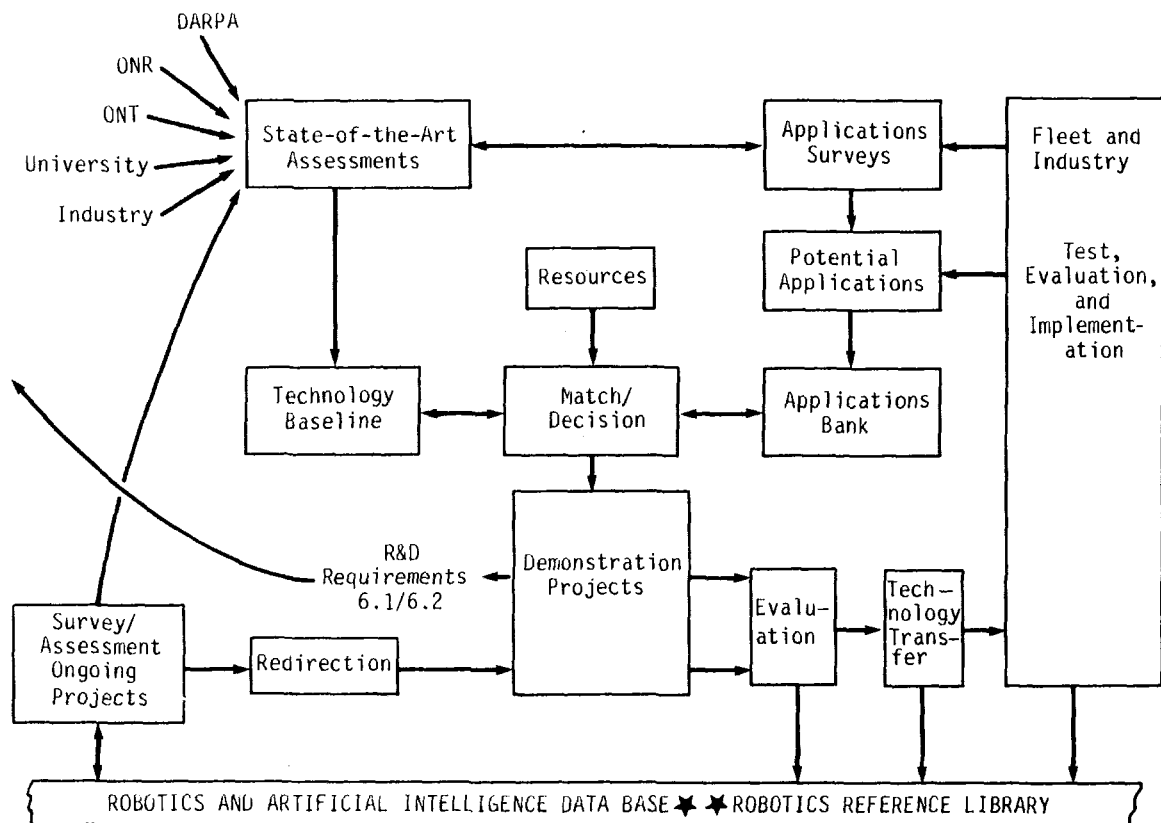 DARPA
ONR
ONT
University
Industry
State-of-the-Art
Assessments
Applications
Surveys
Fleet and
Industry
Test,
Evaluation,
and
Implement-
ation
Potential
Applications
Resources
Technology
Baseline
Match/
Decision
Applications
Bank
R&D
Requirements
6.1/6.2
Demonstration
Projects
Evalu-
ation
Tech-
nology
Trans-
fer
Survey/
Assessment
Ongoing
Projects
Redirection
ROBOTICS AND ARTIFICIAL INTELLIGENCE DATA BASE ★ ★ ROBOTICS REFERENCE LIBRARY